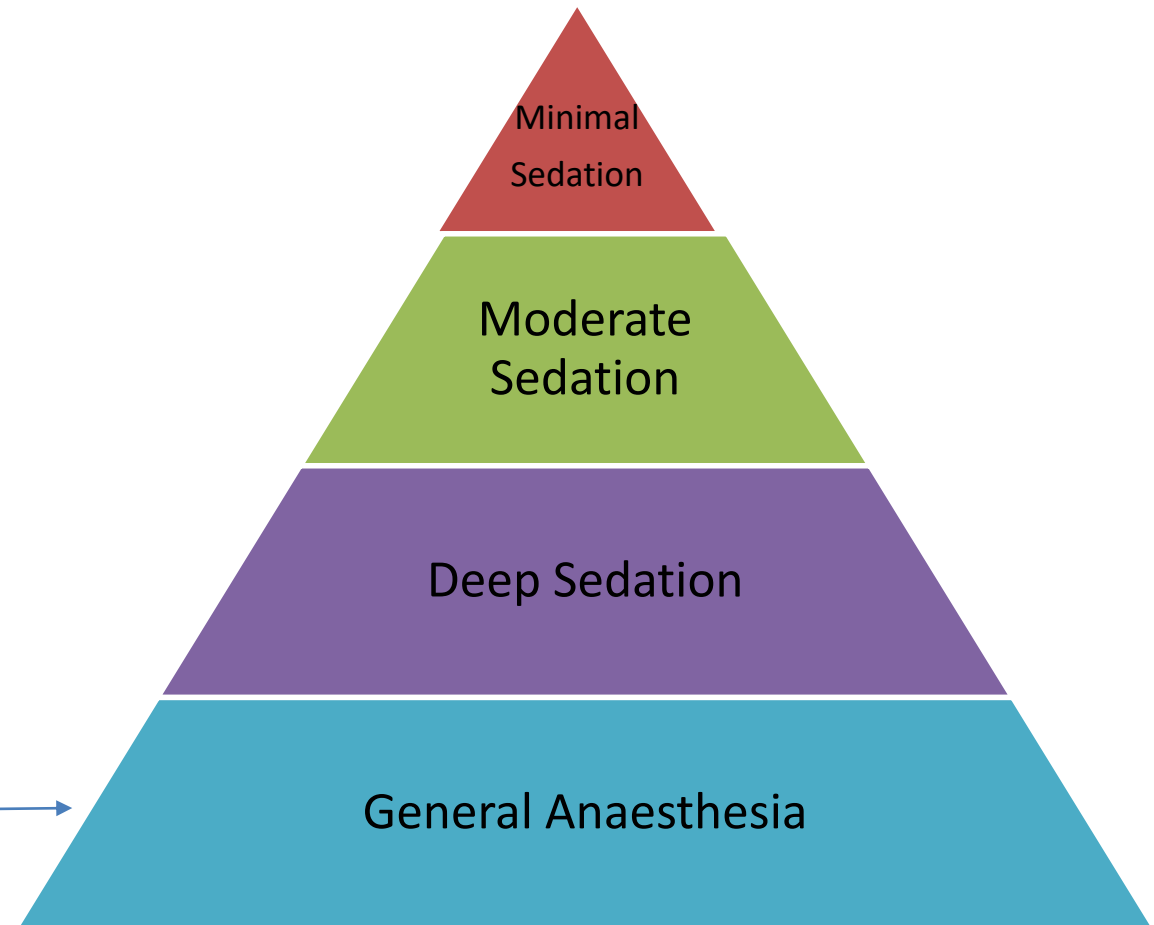 Minimal
Sedation
Moderate
Sedation
Deep Sedation
General Anaesthesia